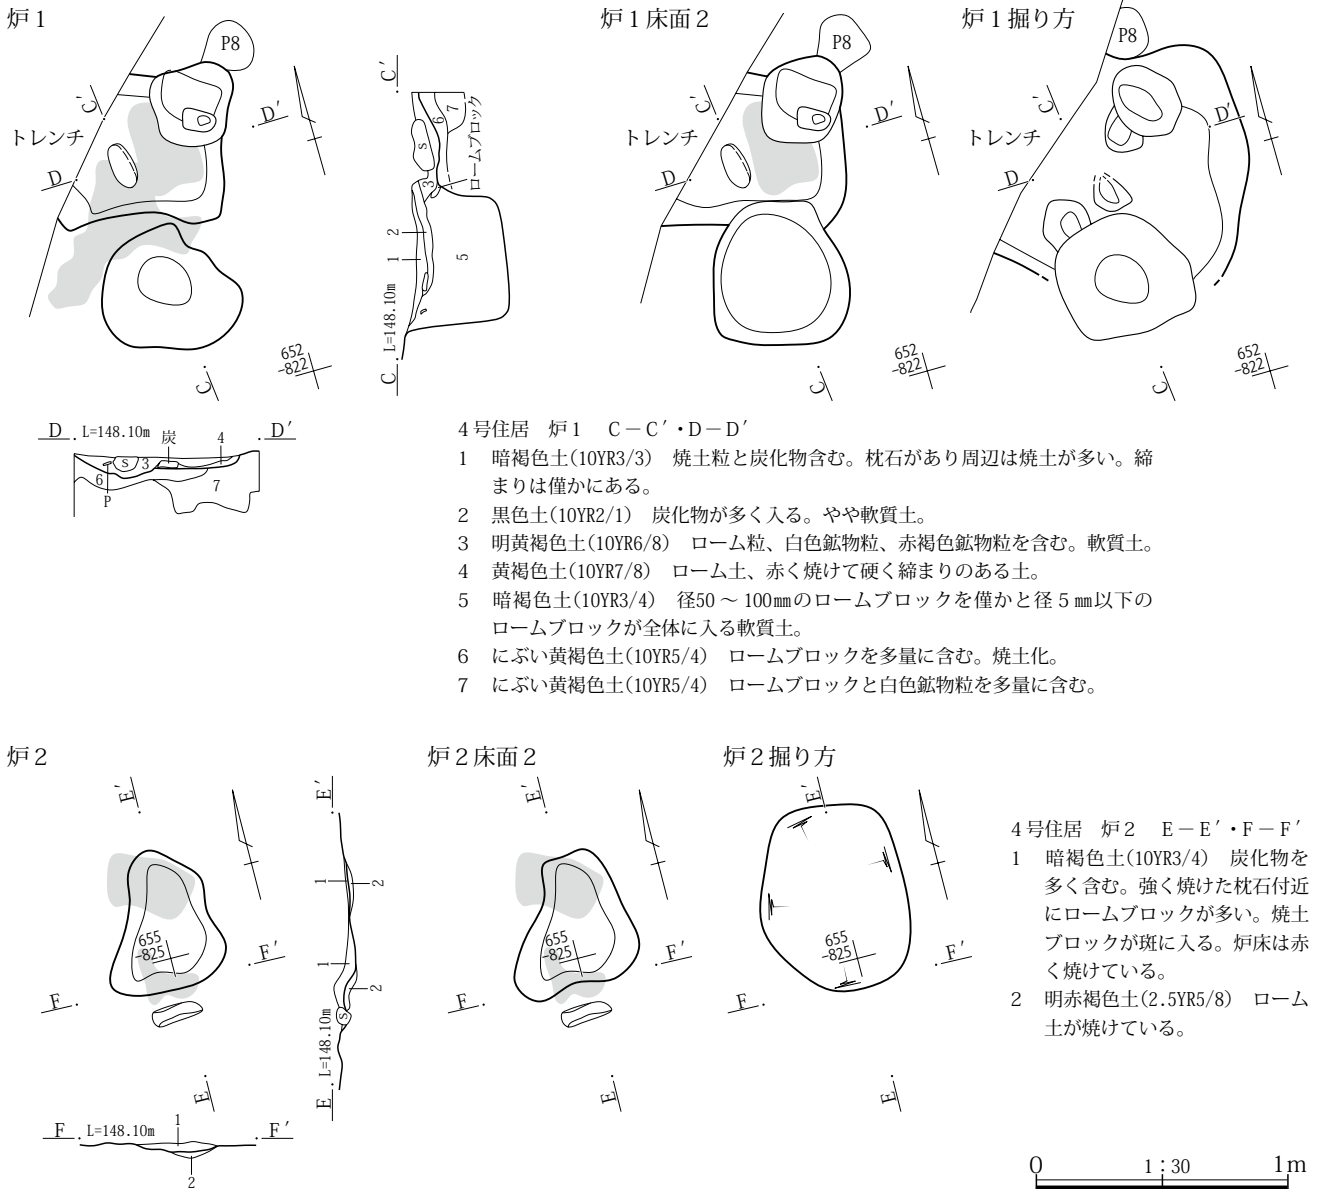 炉1
P8
C′
D′
トレンチ
D
C
652
-822
C′
7
6
ロームブロック
S
3
2
1
5
L=148.10m
C
炉1床面2
P8
C′
D′
トレンチ
D
C
652
-822
炉1掘り方
P8
C′
D′
トレンチ
D
C
652
-822
D L=148.10m 炭 4 D′
S 3
6 7
P
4号住居 炉1 C-C′・D-D′
1 暗褐色土(10YR3/3) 焼土粒と炭化物含む。枕石があり周辺は焼土が多い。締
まりは僅かにある。
2 黒色土(10YR2/1) 炭化物が多く入る。やや軟質土。
3 明黄褐色土(10YR6/8) ローム粒、白色鉱物粒、赤褐色鉱物粒を含む。軟質土。
4 黄褐色土(10YR7/8) ローム土、赤く焼けて硬く締まりのある土。
5 暗褐色土(10YR3/4) 径50～100㎜のロームブロックを僅かと径5㎜以下の
ロームブロックが全体に入る軟質土。
6 にぶい黄褐色土(10YR5/4) ロームブロックを多量に含む。焼土化。
7 にぶい黄褐色土(10YR5/4) ロームブロックと白色鉱物粒を多量に含む。
炉2
E′
655
-825
F′
F
E
E′
1
2
1
2
S
L=148.10m
E
F L=148.10m 1 F′
2
炉2床面2
E′
655
-825
F′
F
E
炉2掘り方
E′
655
-825
F′
F
E
4号住居 炉2 E-E′・F-F′
1 暗褐色土(10YR3/4) 炭化物を
多く含む。強く焼けた枕石付近
にロームブロックが多い。焼土
ブロックが斑に入る。炉床は赤
く焼けている。
2 明赤褐色土(2.5YR5/8) ローム
土が焼けている。
0 1：30 1m